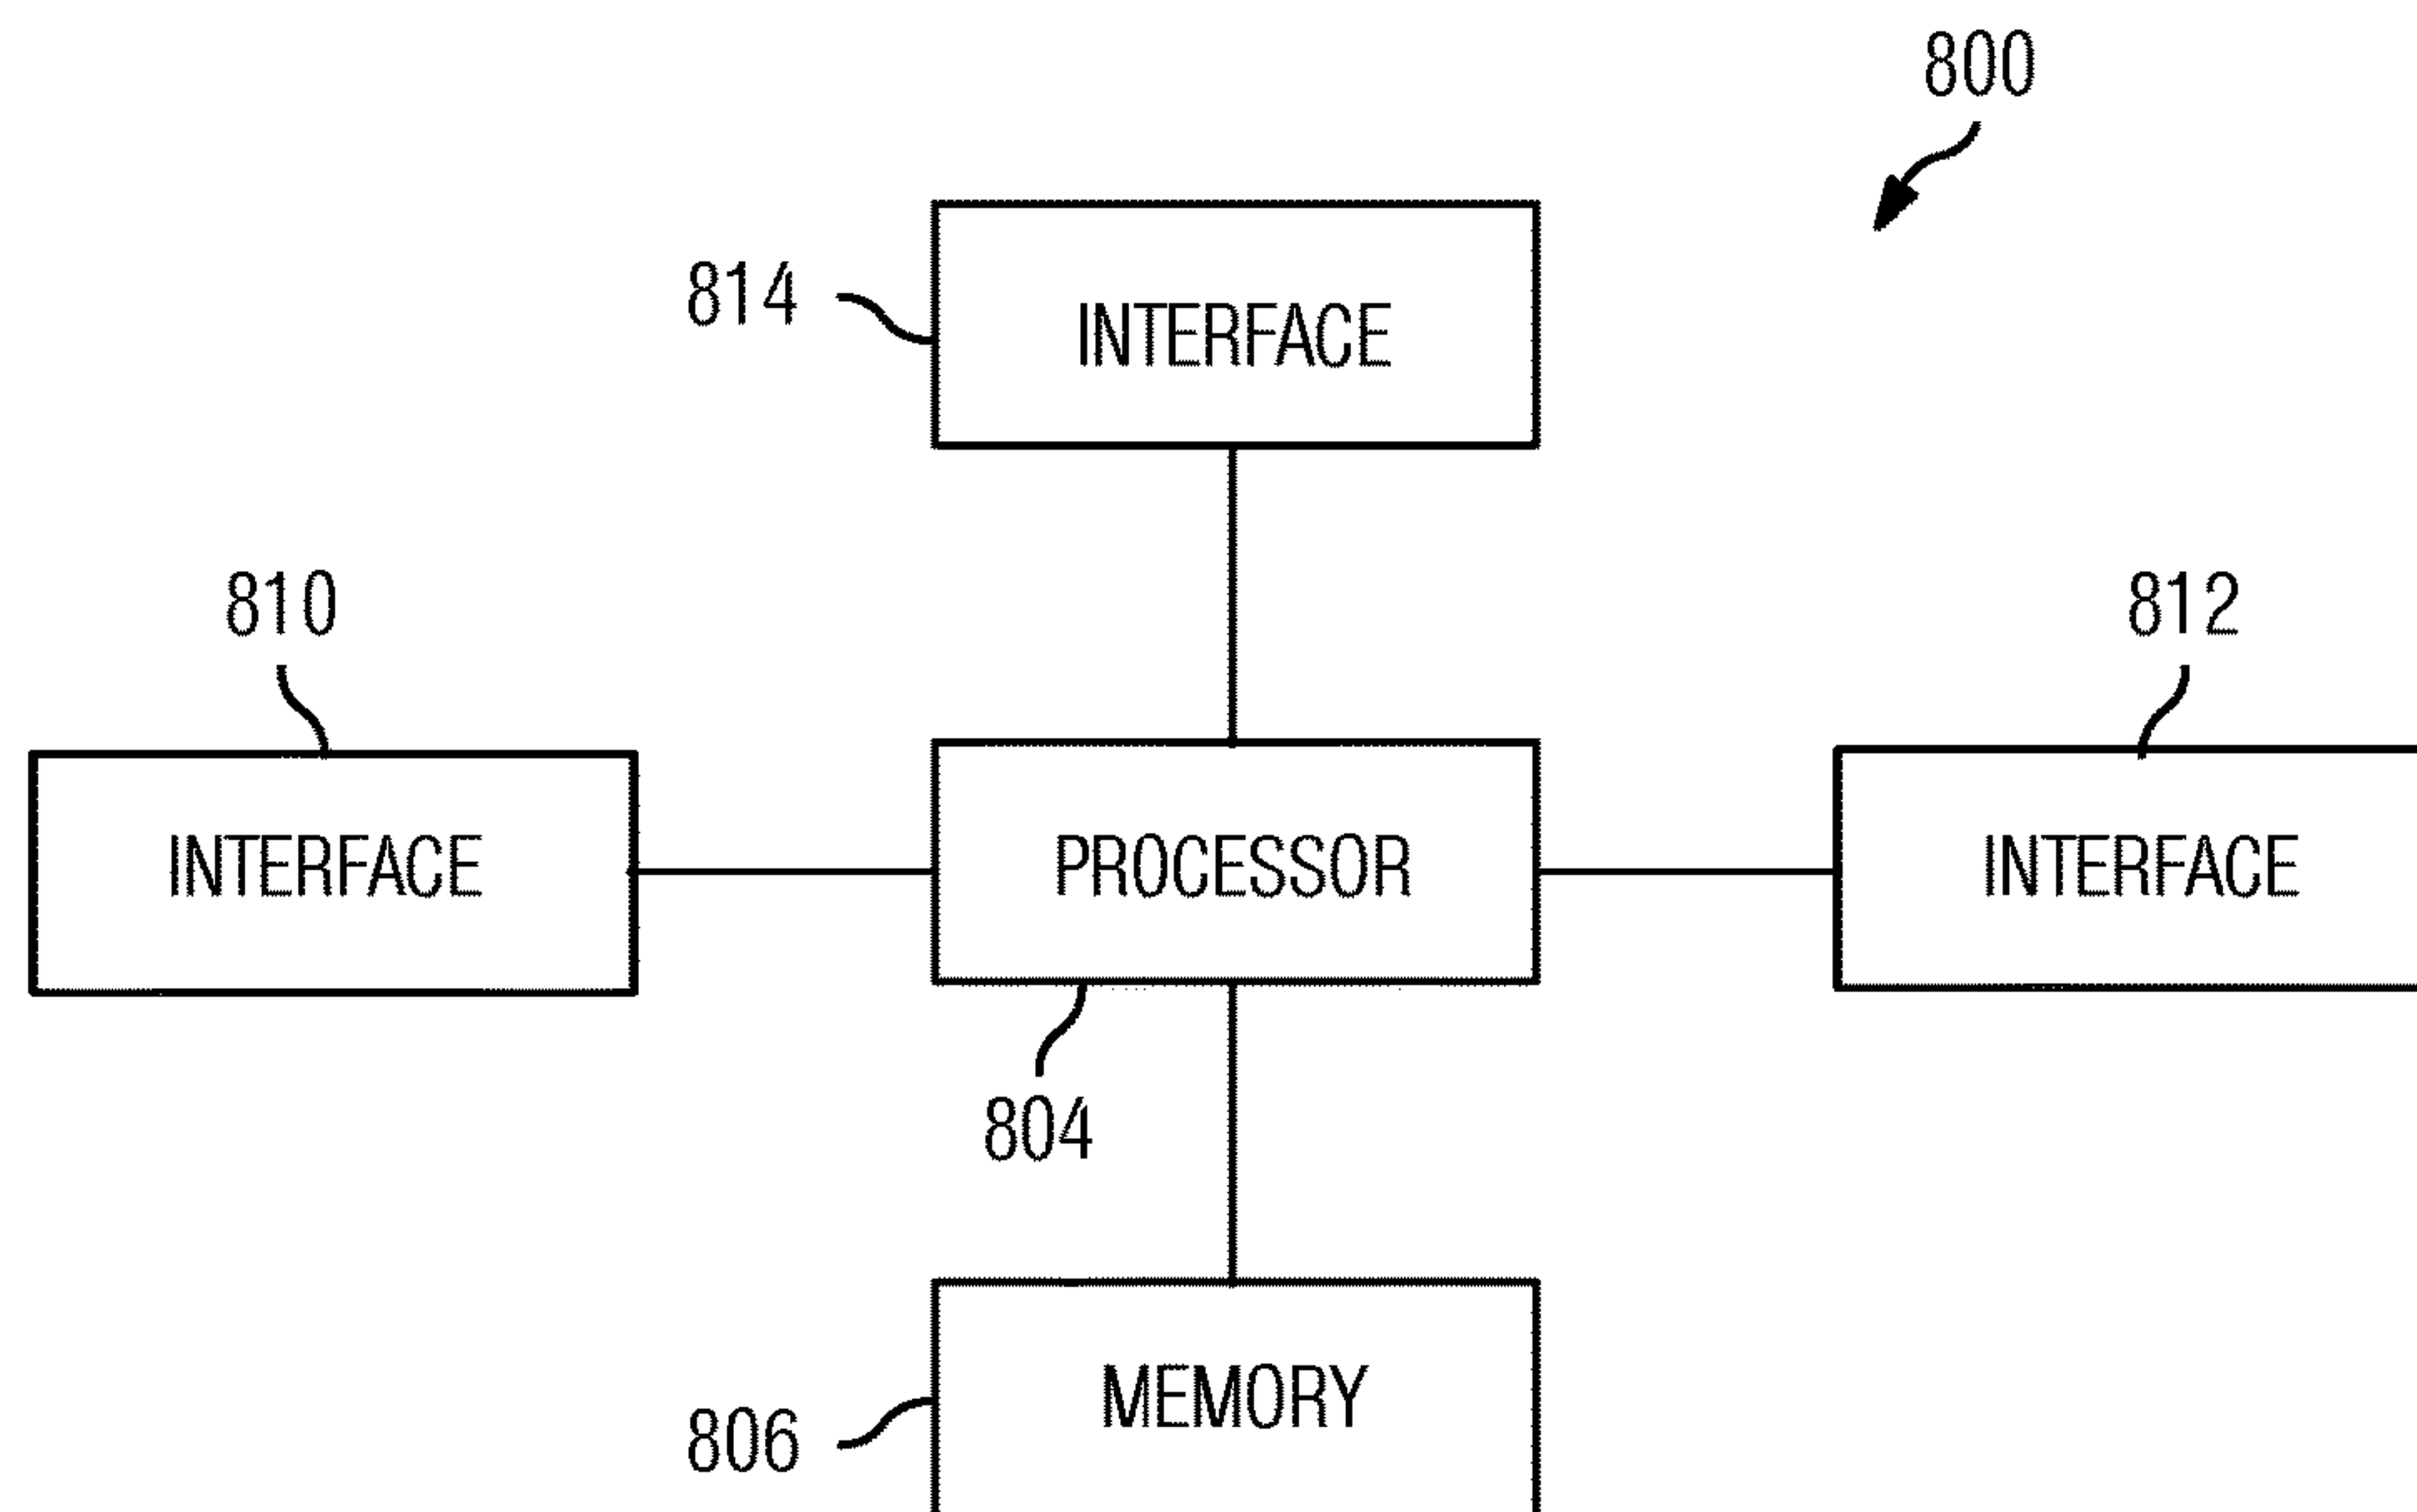 800
814
INTERFACE
810
812
INTERFACE
PROCESSOR
INTERFACE
804
MEMORY
806